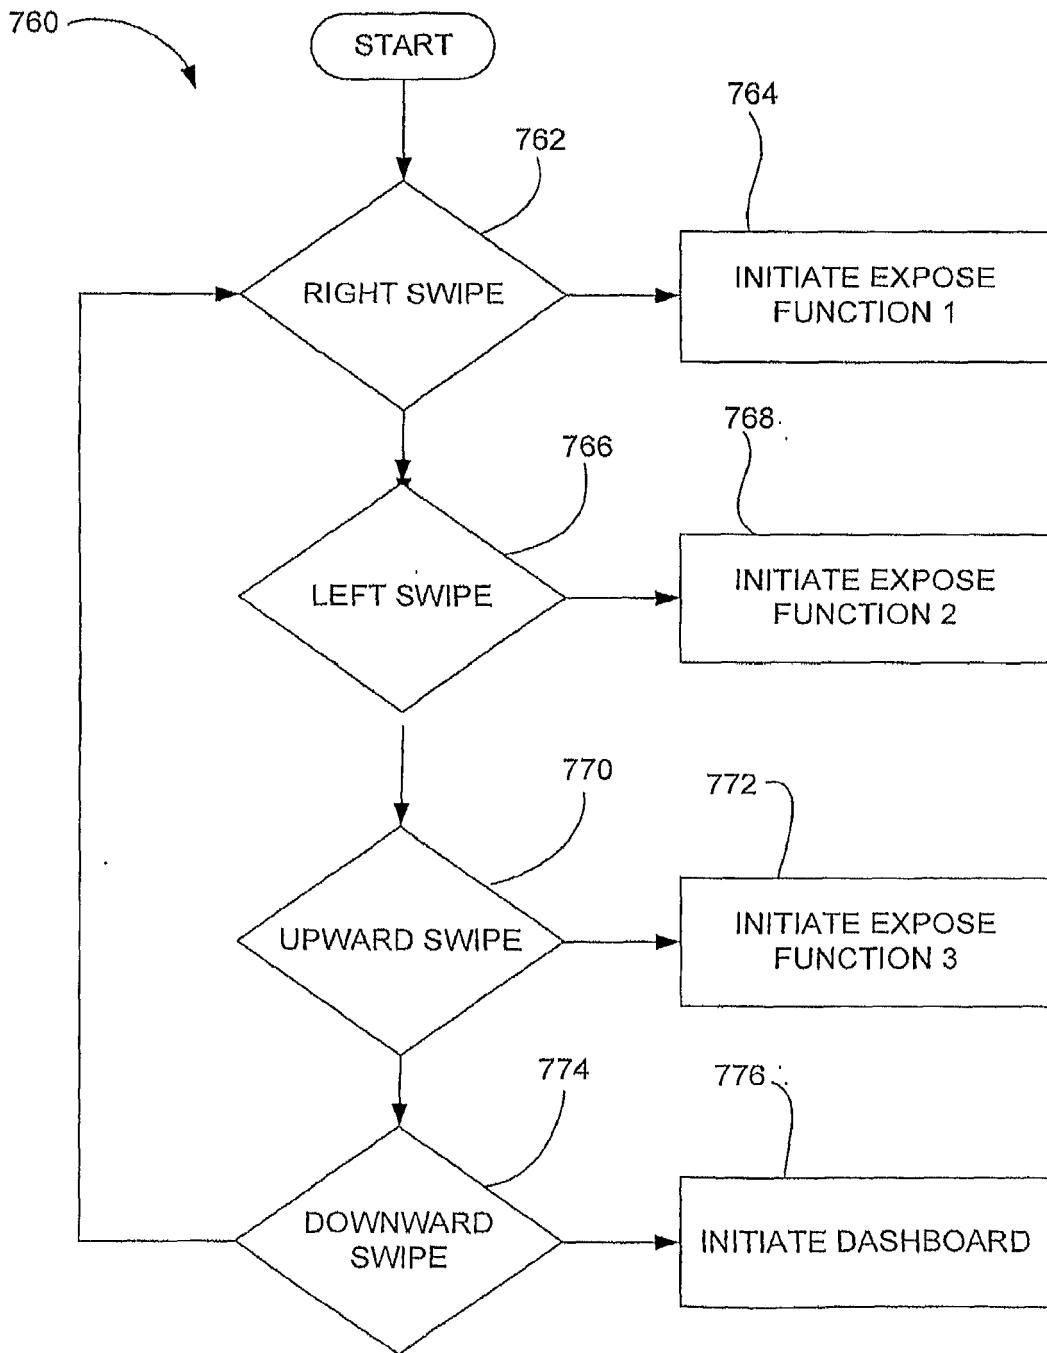 760
START
762
764
RIGHT SWIPE
INITIATE EXPOSE
FUNCTION 1
766
768
LEFT SWIPE
INITIATE EXPOSE
FUNCTION 2
770
772
UPWARD SWIPE
INITIATE EXPOSE
FUNCTION 3
774
776
DOWNWARD
SWIPE
INITIATE DASHBOARD